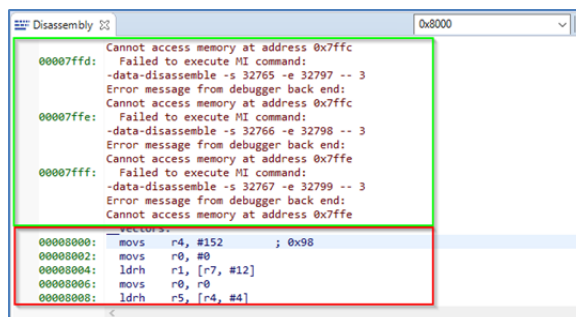 Disassembly
0x8000
Cannot access memory at address 0x7ffc
00007ffd: Failed to execute MI command:
-data-disassemble -s 32765 -e 32797 -- 3
Error message from debugger back end:
Cannot access memory at address 0x7ffc
00007ffe: Failed to execute MI command:
-data-disassemble -s 32766 -e 32798 -- 3
Error message from debugger back end:
Cannot access memory at address 0x7ffe
00007fff: Failed to execute MI command:
-data-disassemble -s 32767 -e 32799 -- 3
Error message from debugger back end:
Cannot access memory at address 0x7ffe
__vectors:
00008000: movs r4, #152 ; 0x98
00008002: movs r0, #0
00008004: ldrh r1, [r7, #12]
00008006: movs r0, r0
00008008: ldrh r5, [r4, #4]